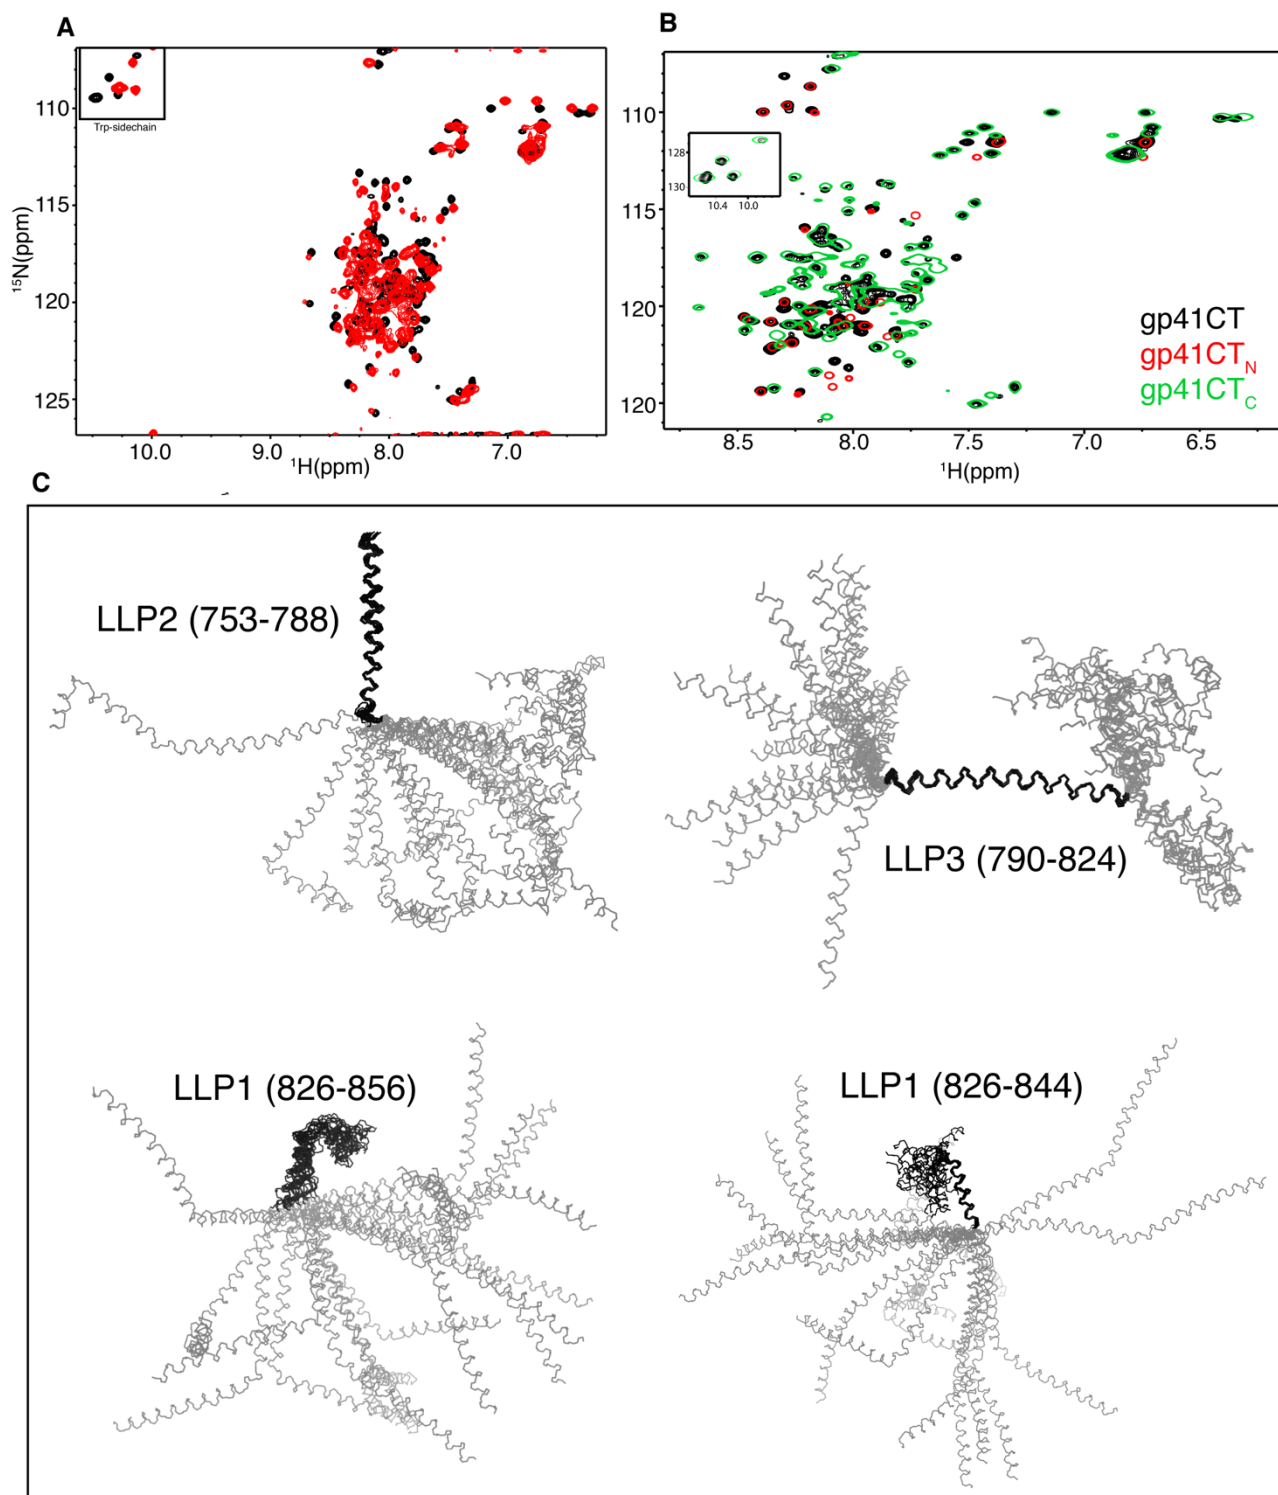 A
B
Trp-sidechain
110
115
120
125
15N(ppm)
10.0 9.0 8.0 7.0
1H(ppm)
110
115
120
120
128
130
10.4 10.0
8.5 8.0 7.5 7.0 6.5
1H(ppm)
gp41CT
gp41CTN
gp41CTC
C
LLP2 (753-788)
LLP3 (790-824)
LLP1 (826-856)
LLP1 (826-844)